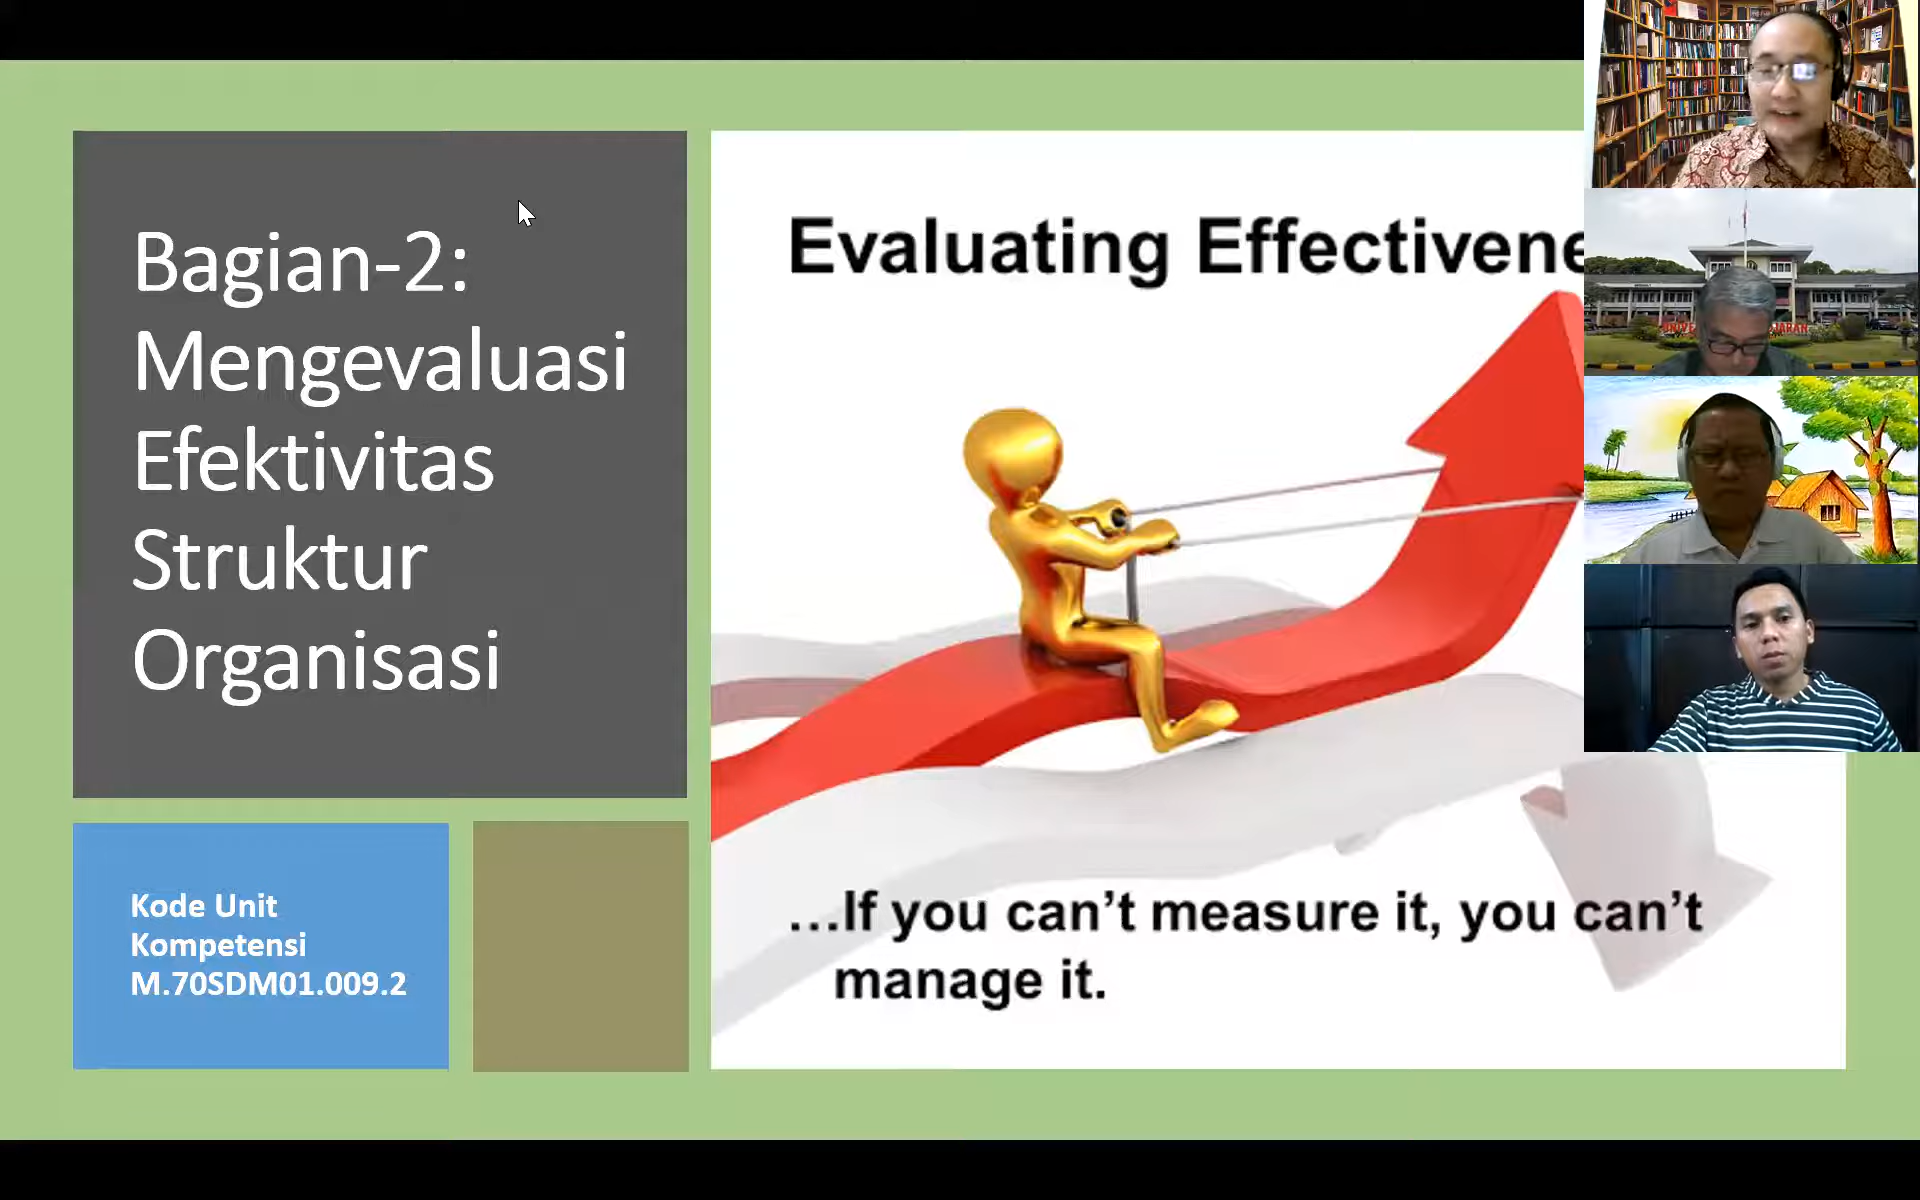 Bagian-2:
Mengevaluasi
Efektivitas
Struktur
Organisasi
Kode Unit
Kompetensi
M.70SDM01.009.2
Evaluating Effectivene
...If you can't measure it, you can't
manage it.